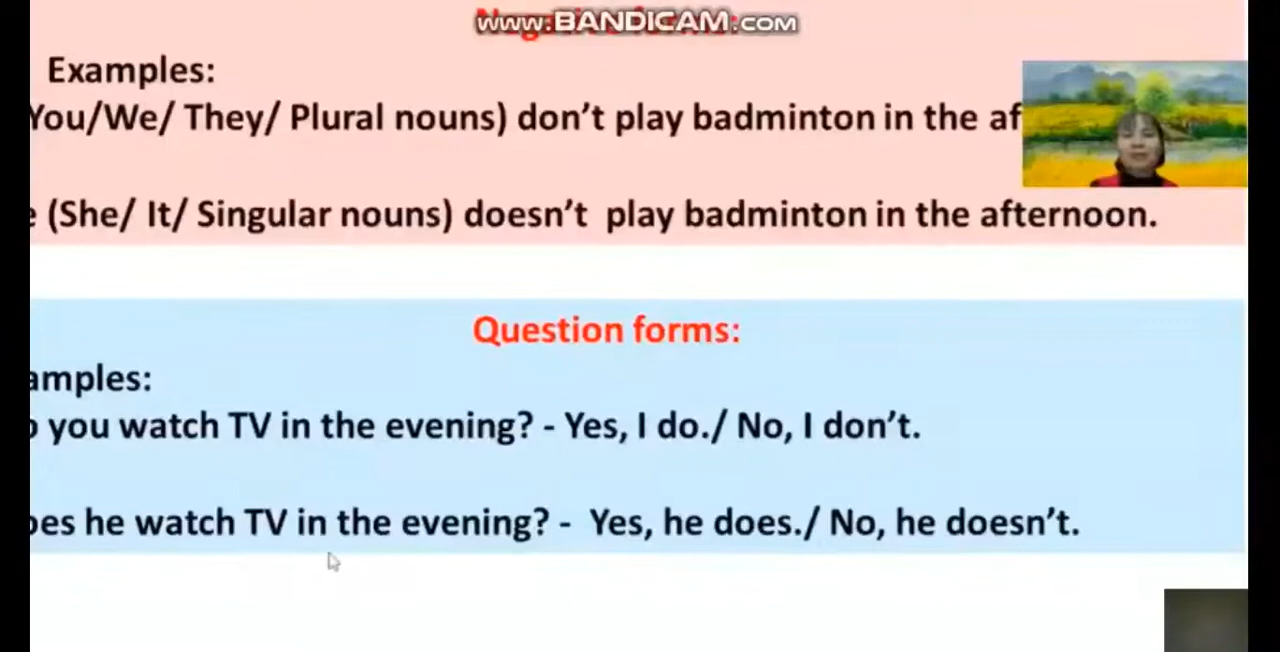 www.BANDICAM.com
Examples:
You/We/ They/ Plural nouns) don't play badminton in the
(She/ It/ Singular nouns) doesn't play badminton in the afternoon.
Question forms:
amples:
you watch TV in the evening? - Yes, I do./ No, I don't.
oes he watch TV in the evening? - Yes, he does./ No, he doesn't.